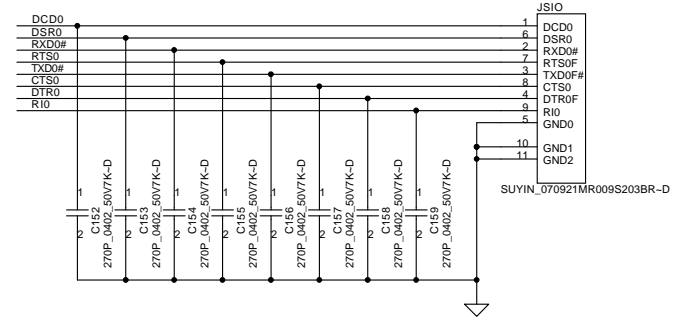 JSIO
DCD0 1 DCD0
DSR0 6 DSR0
RXD0# 2 RXD0#
RTS0 7 RTS0F
TXD0# 3 TXD0F#
CTS0 8 CTS0
DTR0 4 DTR0F
RI0 9 RI0
5 GND0
10 GND1
11 GND2
SUYIN_070921MR009S203BR~D
1 1 1 1 1 1 1 1
2 2 2 2 2 2 2 2
C152
270P_0402_50V7K~D
C153
270P_0402_50V7K~D
C154
270P_0402_50V7K~D
C155
270P_0402_50V7K~D
C156
270P_0402_50V7K~D
C157
270P_0402_50V7K~D
C158
270P_0402_50V7K~D
C159
270P_0402_50V7K~D